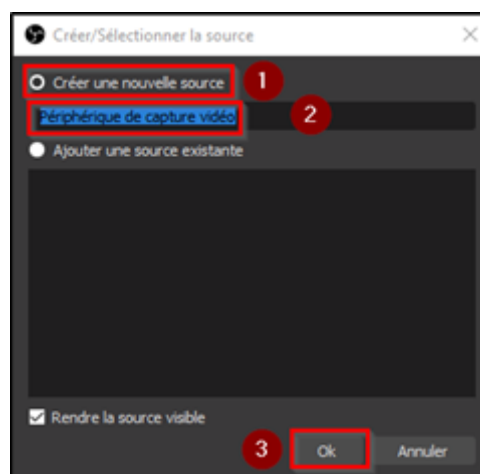 Créer/Sélectionner la source
Créer une nouvelle source 1
Périphérique de capture vidéo 2
Ajouter une source existante
Rendre la source visible
3 Ok Annuler